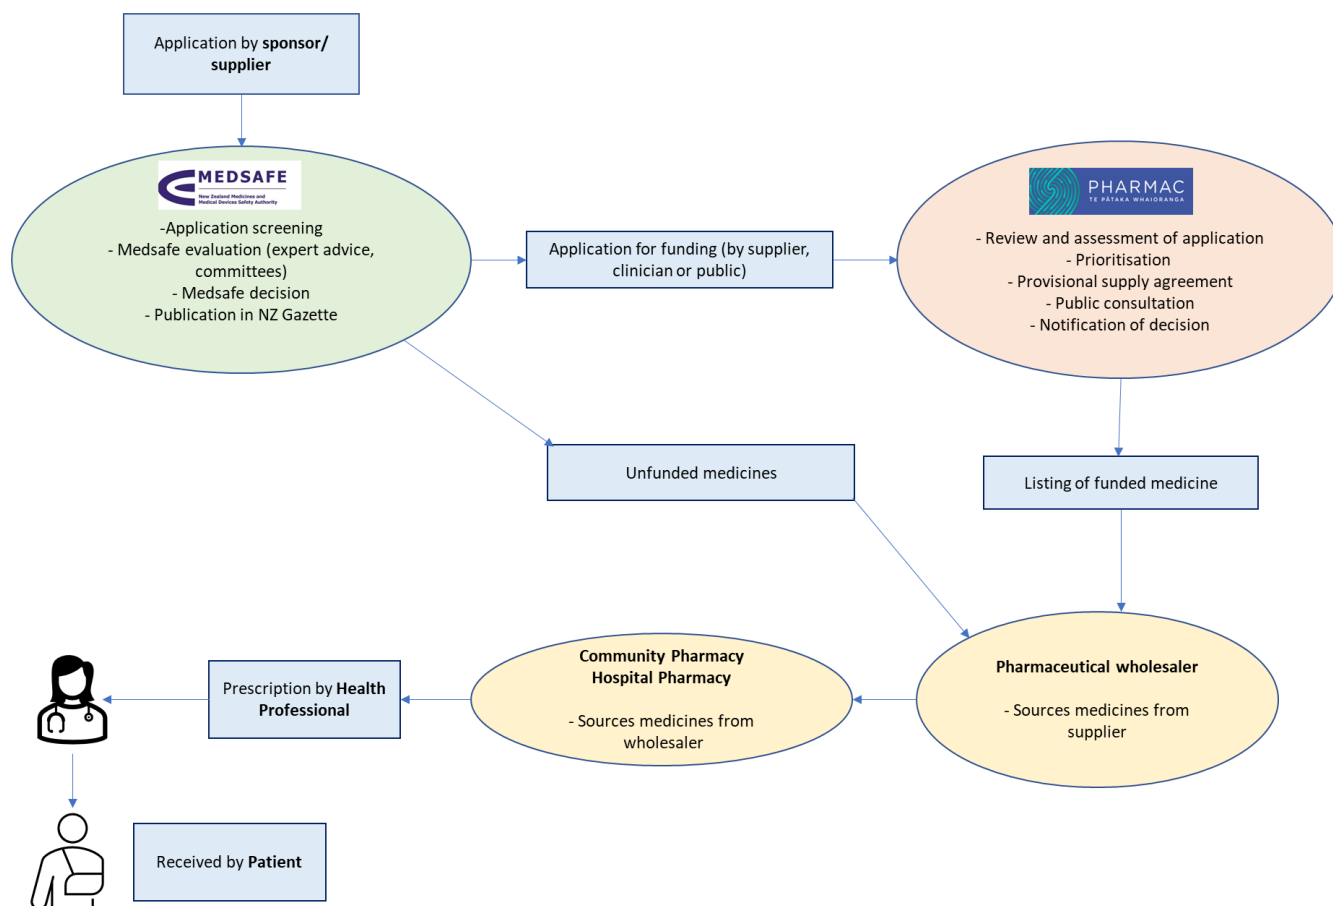 Application by sponsor/
supplier
MEDSAFE
New Zealand Medicines and
Medical Devices Safety Authority
-Application screening
- Medsafe evaluation (expert advice,
committees)
- Medsafe decision
- Publication in NZ Gazette
Application for funding (by supplier,
clinician or public)
PHARMAC
TE PĀTAKA WHAIORANGA
- Review and assessment of application
- Prioritisation
- Provisional supply agreement
- Public consultation
- Notification of decision
Unfunded medicines
Listing of funded medicine
Prescription by Health
Professional
Community Pharmacy
Hospital Pharmacy
- Sources medicines from
wholesaler
Pharmaceutical wholesaler
- Sources medicines from
supplier
Received by Patient